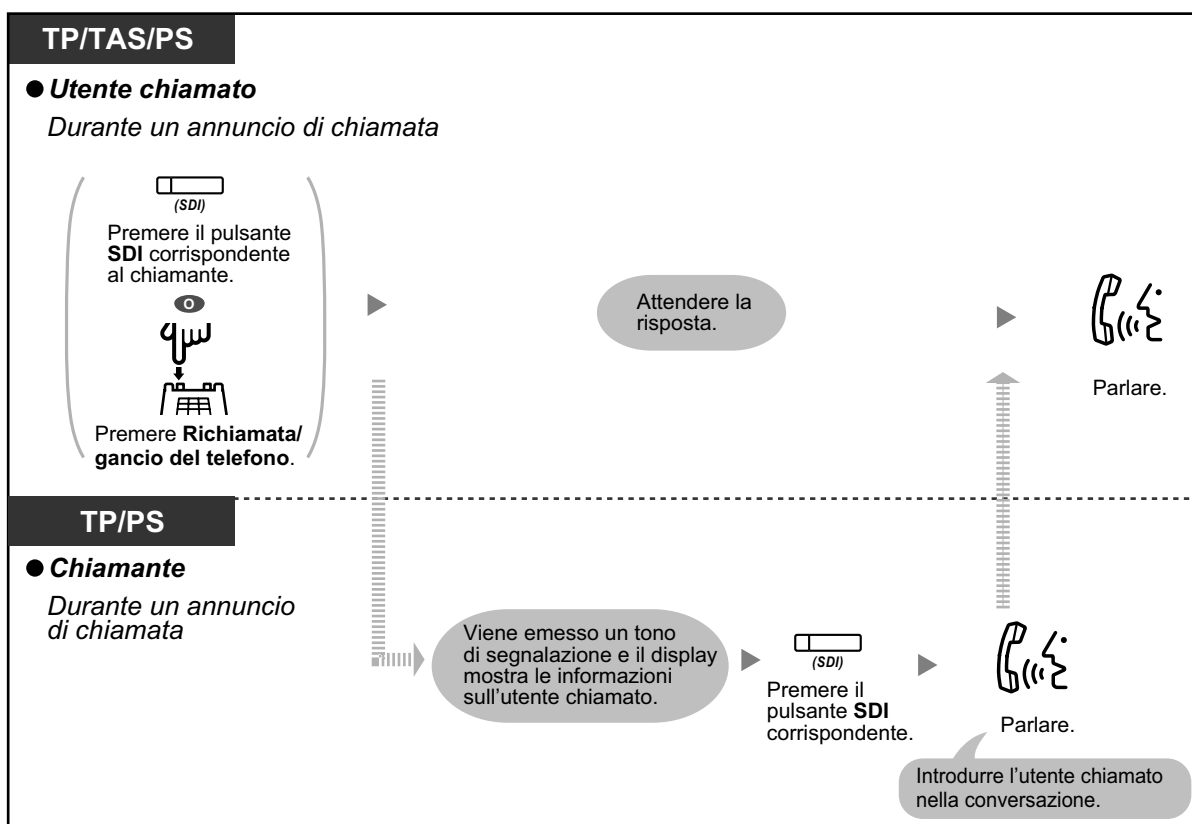 TP/TAS/PS
● Utente chiamato
Durante un annuncio di chiamata
(SDI)
Premere il pulsante
SDI corrispondente
al chiamante.
O
Premere Richiamata/
gancio del telefono.
Attendere la
risposta.
Parlare.
TP/PS
● Chiamante
Durante un annuncio
di chiamata
Viene emesso un tono
di segnalazione e il display
mostra le informazioni
sull'utente chiamato.
(SDI)
Premere il
pulsante SDI
corrispondente.
Parlare.
Introdurre l'utente chiamato
nella conversazione.